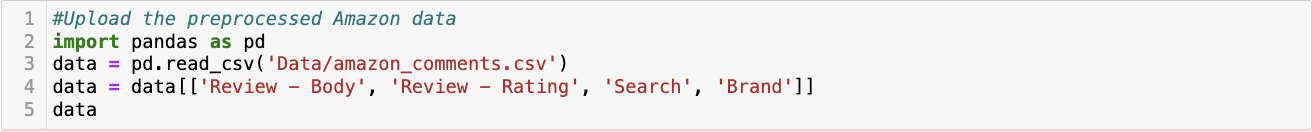 1 #Upload the preprocessed Amazon data
2 import pandas as pd
3 data = pd.read_csv('Data/amazon_comments.csv')
4 data = data[['Review - Body', 'Review - Rating', 'Search', 'Brand']]
5 data